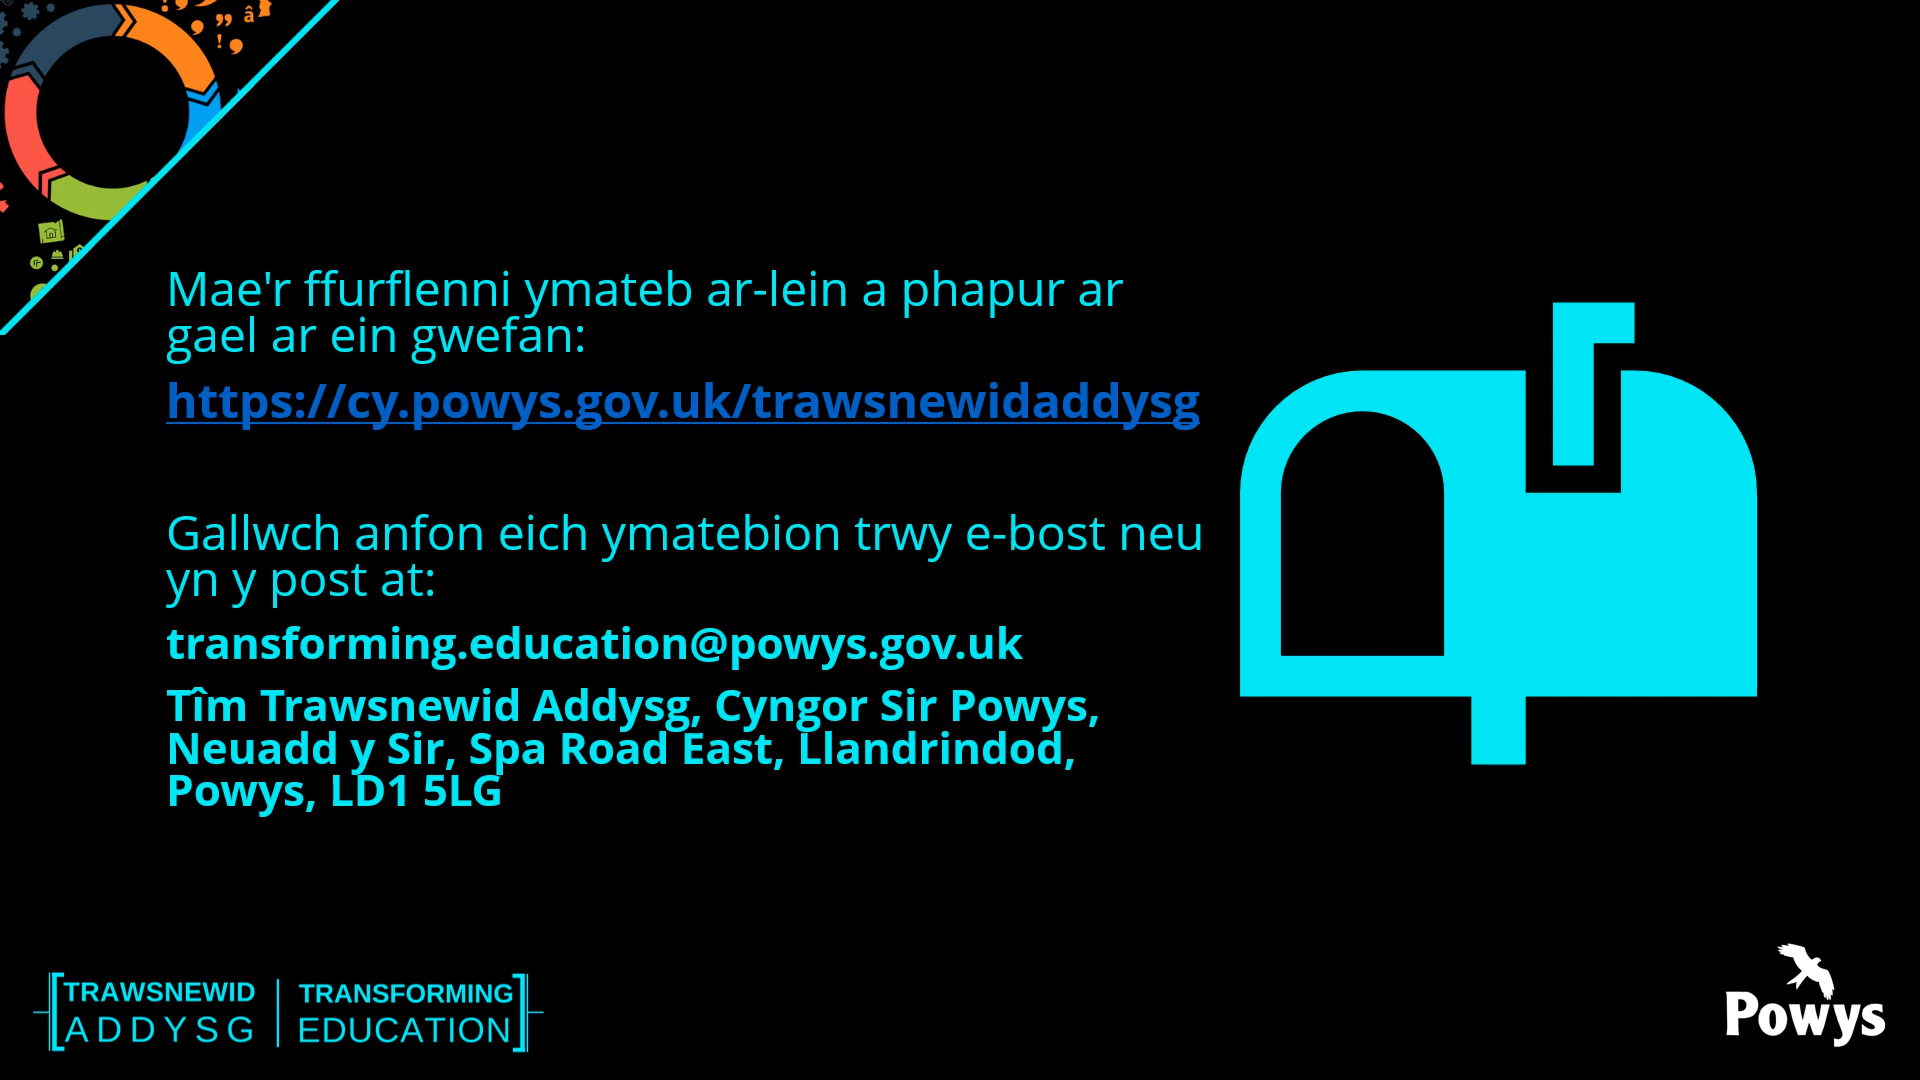 Mae'r ffurflenni ymateb ar-lein a phapur ar
gael ar ein gwefan:
https://cy.powys.gov.uk/trawsnewidaddysg
Gallwch anfon eich ymatebion trwy e-bost neu
yn y post at:
transforming.education@powys.gov.uk
Tîm Trawsnewid Addysg, Cyngor Sir Powys,
Neuadd y Sir, Spa Road East, Llandrindod,
Powys, LD1 5LG
TRAWSNEWID
ADDYSG
TRANSFORMING
EDUCATION
Powys